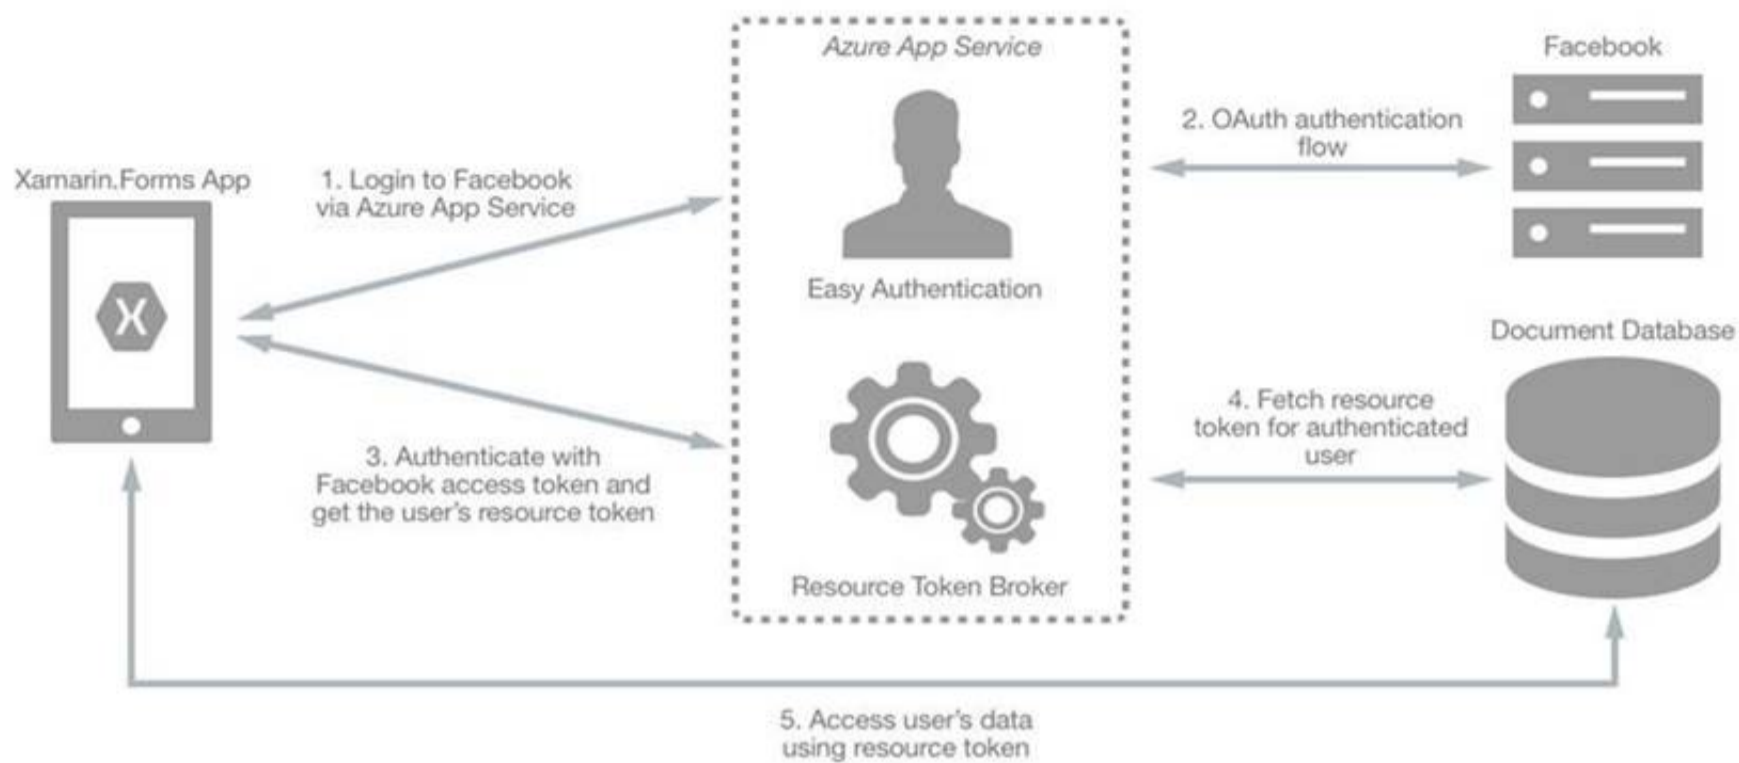 Azure App Service
Facebook
2. OAuth authentication
flow
Xamarin.Forms App
1. Login to Facebook
via Azure App Service
X
Easy Authentication
Document Database
4. Fetch resource
token for authenticated
user
3. Authenticate with
Facebook access token and
get the user's resource token
Resource Token Broker
5. Access user's data
using resource token